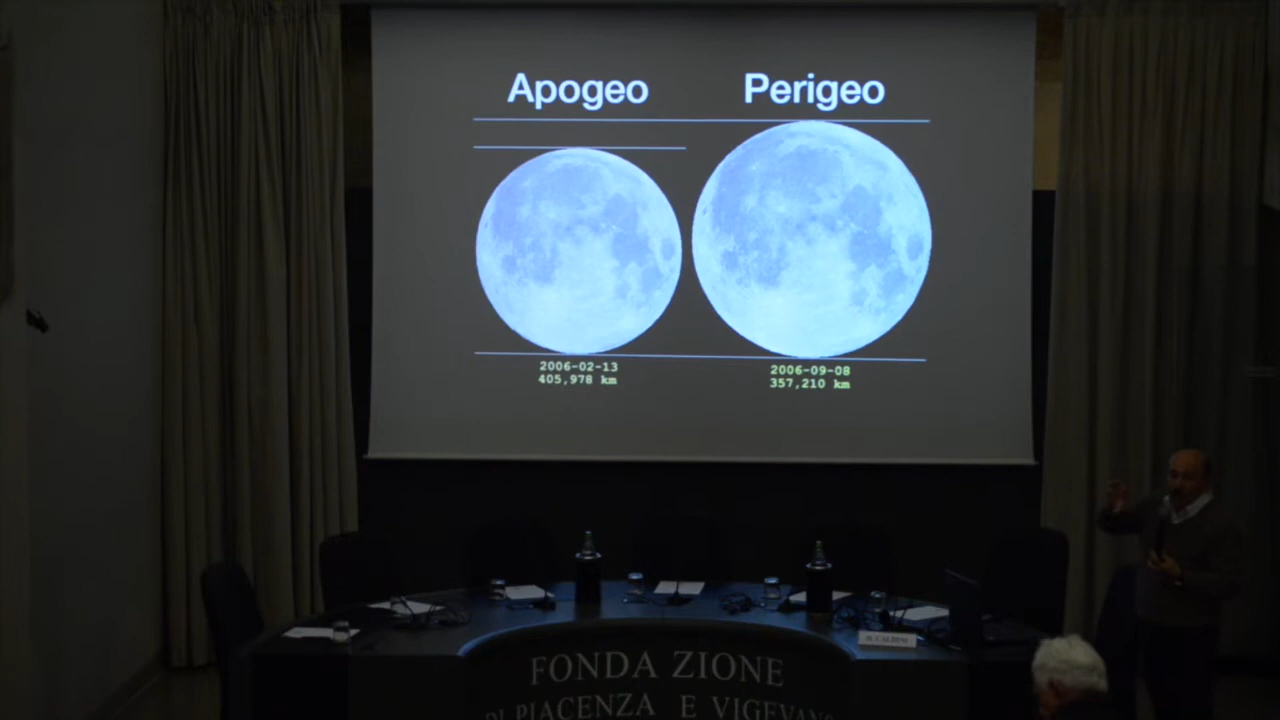 Apogeo
Perigeo
2006-02-13
405,978 km
2006-09-08
357,210 km
FONDA ZIONE
DI PIACENZA E VIGEVANO